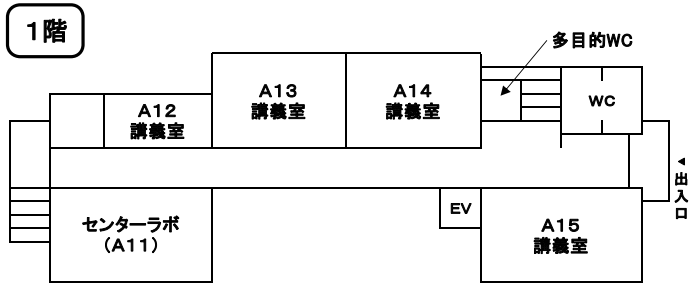 1階
多目的WC
A13
講義室
A14
講義室
A12
講義室
WC
◀出入口
センターラボ
(A11)
EV
A15
講義室